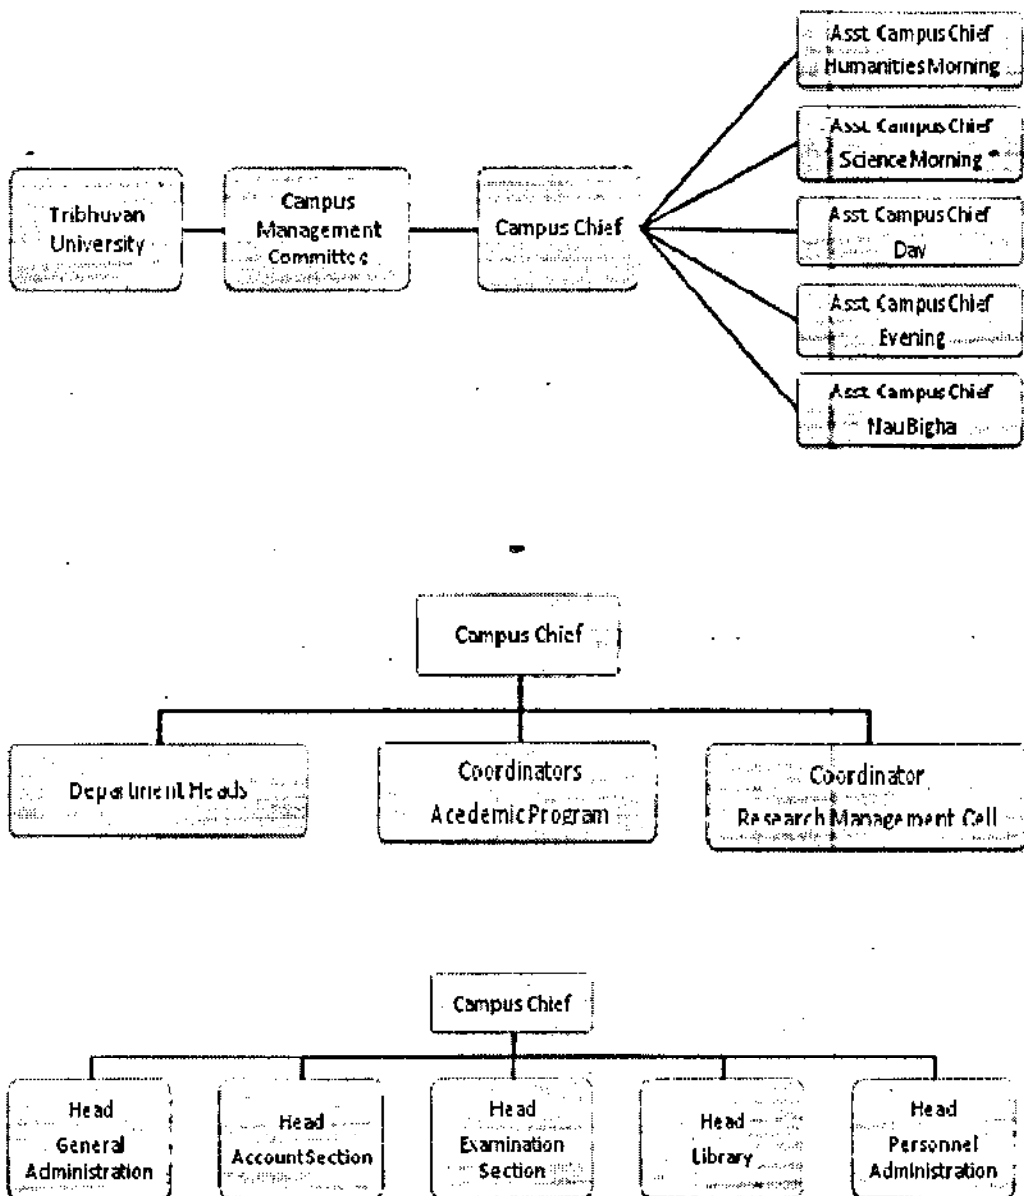 Asst. Campus Chief
Humanities Morning
Asst. Campus Chief
Science Morning
Tribhuvan
University
Campus
Management
Committee
Campus Chief
Asst. Campus Chief
Day
Asst. Campus Chief
Evening
Asst. Campus Chief
Nau Bigha
Campus Chief
Department Heads
Coordinators
Acedemic Program
Coordinator
Research Management Cell
Campus Chief
Head
General
Administration
Head
Account Section
Head
Examination
Section
Head
Library
Head
Personnel
Administration